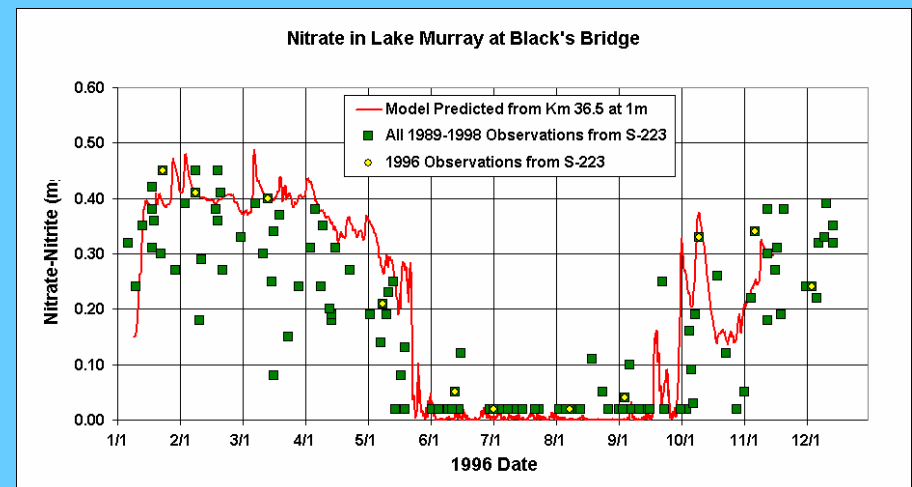 Nitrate in Lake Murray at Black's Bridge
Model Predicted from Km 36.5 at 1m
All 1989-1998 Observations from S-223
1996 Observations from S-223
Nitrate-Nitrite (m
0.60
0.50
0.40
0.30
0.20
0.10
0.00
1/1 2/1 3/1 4/1 5/1 6/1 7/1 8/1 9/1 10/1 11/1 12/1
1996 Date